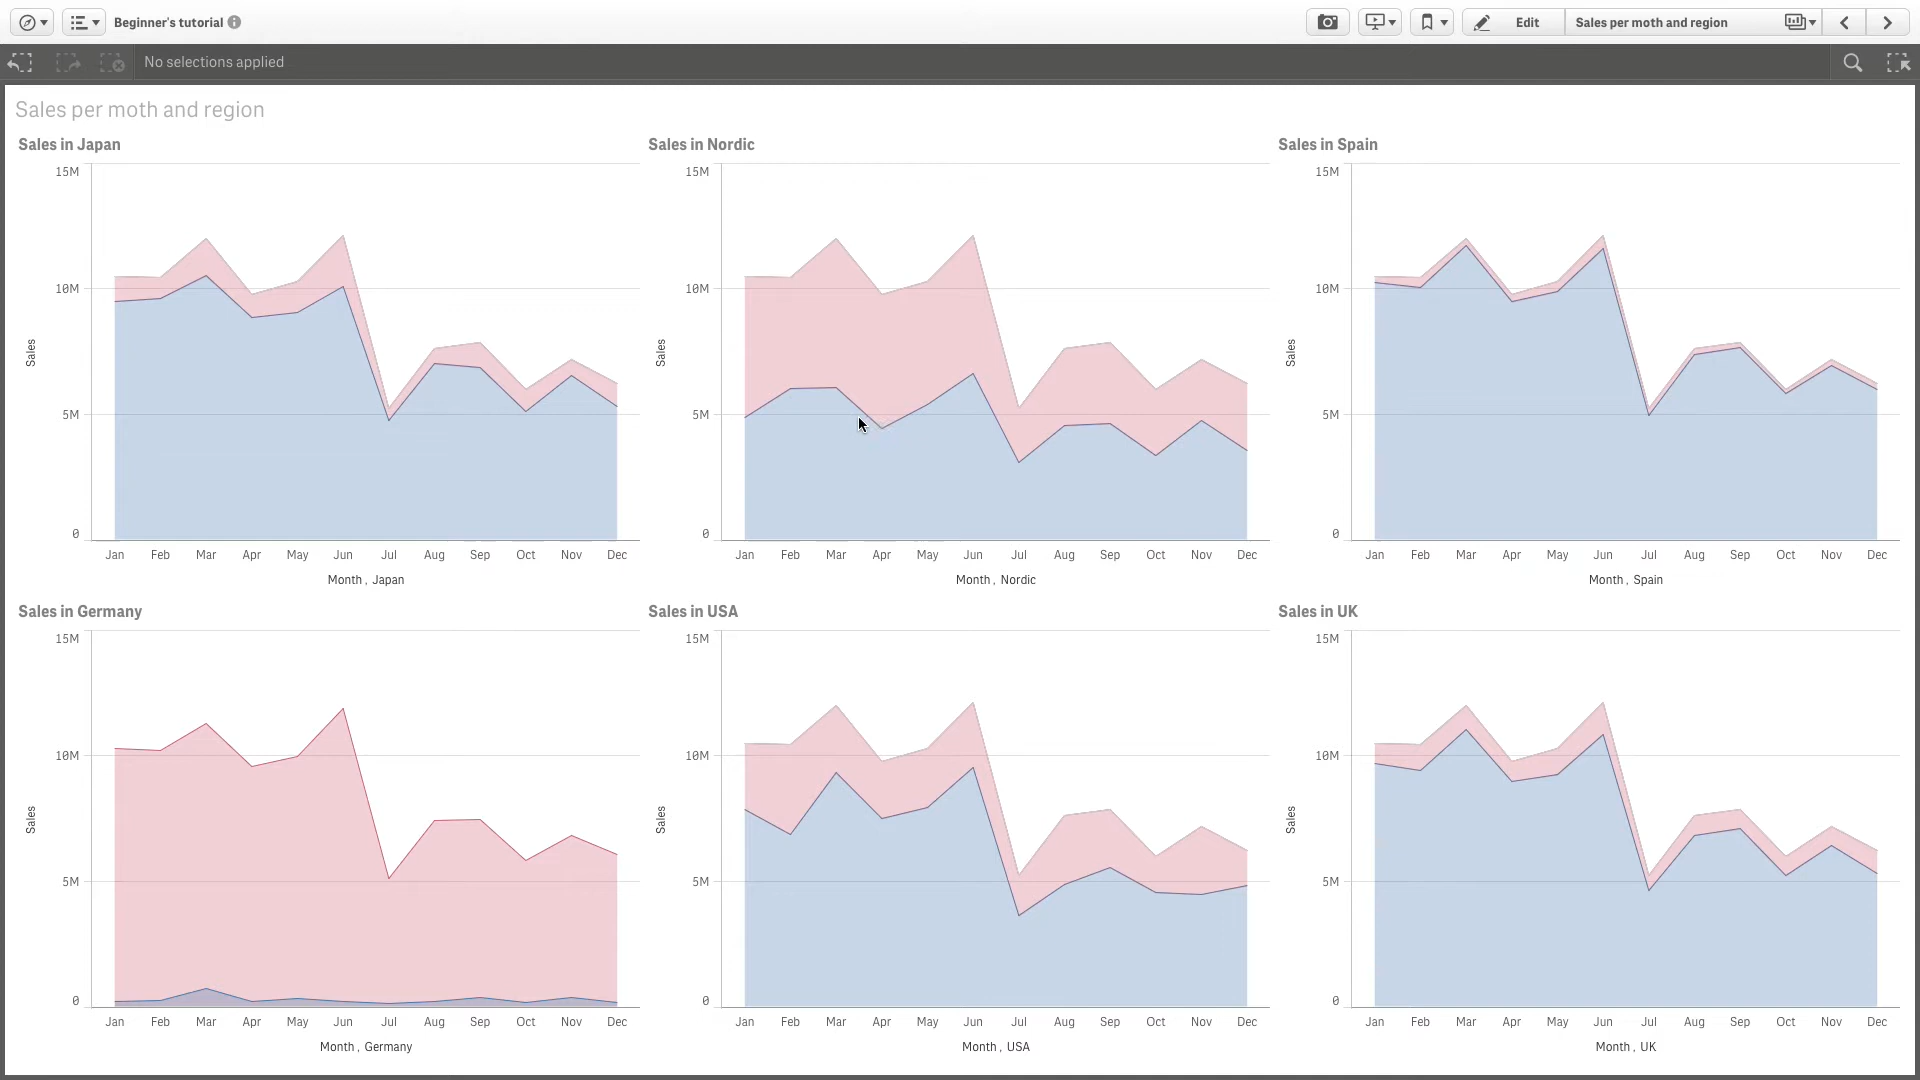 Beginner's tutorial
Edit
Sales per moth and region
No selections applied
Sales per moth and region
Sales in Japan
15M
10M
5M
0
Sales
Jan Feb Mar Apr May Jun Jul Aug Sep Oct Nov Dec
Month , Japan
Sales in Nordic
15M
10M
5M
0
Sales
Jan Feb Mar Apr May Jun Jul Aug Sep Oct Nov Dec
Month , Nordic
Sales in Spain
15M
10M
5M
0
Sales
Jan Feb Mar Apr May Jun Jul Aug Sep Oct Nov Dec
Month , Spain
Sales in Germany
15M
10M
5M
0
Sales
Jan Feb Mar Apr May Jun Jul Aug Sep Oct Nov Dec
Month , Germany
Sales in USA
15M
10M
5M
0
Sales
Jan Feb Mar Apr May Jun Jul Aug Sep Oct Nov Dec
Month , USA
Sales in UK
15M
10M
5M
0
Sales
Jan Feb Mar Apr May Jun Jul Aug Sep Oct Nov Dec
Month , UK